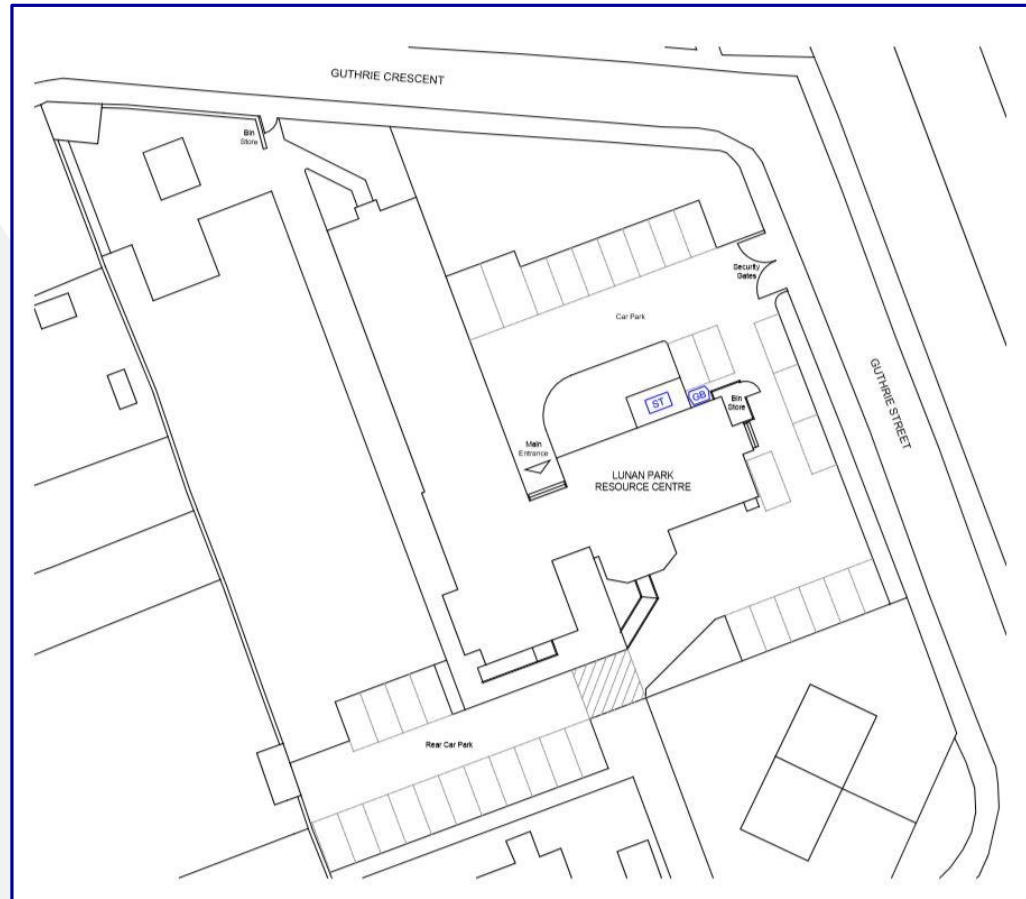 GUTHRIE CRESCENT
Bin
Store
Security
Gates
Car Park
GUTHRIE STREET
ST
GB
Bin
Store
Main
Entrance
LUNAN PARK
RESOURCE CENTRE
Rear Car Park